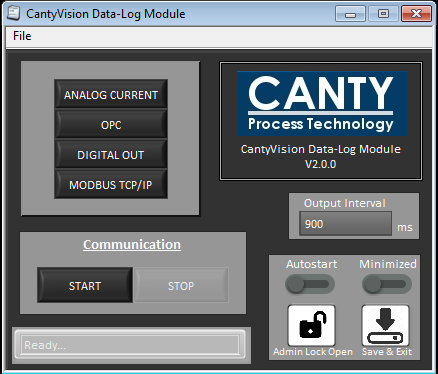 CantyVision Data-Log Module
File
ANALOG CURRENT
OPC
DIGITAL OUT
MODBUS TCP/IP
CANTY
Process Technology
CantyVision Data-Log Module
V2.0.0
Output Interval
900 ms
Communication
START STOP
Autostart Minimized
Admin Lock Open Save & Exit
Ready...